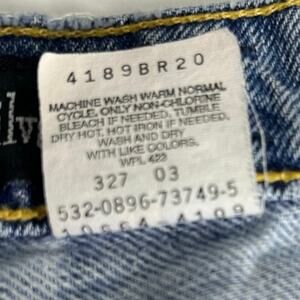 4189BR20
MACHINE WASH WARM NORMAL
CYCLE. ONLY NON-CHLORINE
BLEACH IF NEEDED. TUMBLE
DRY HOT. HOT IRON IF NEEDED.
WASH AND DRY
WITH LIKE COLORS.
WPL 423
327 03
532-0896-73749-5